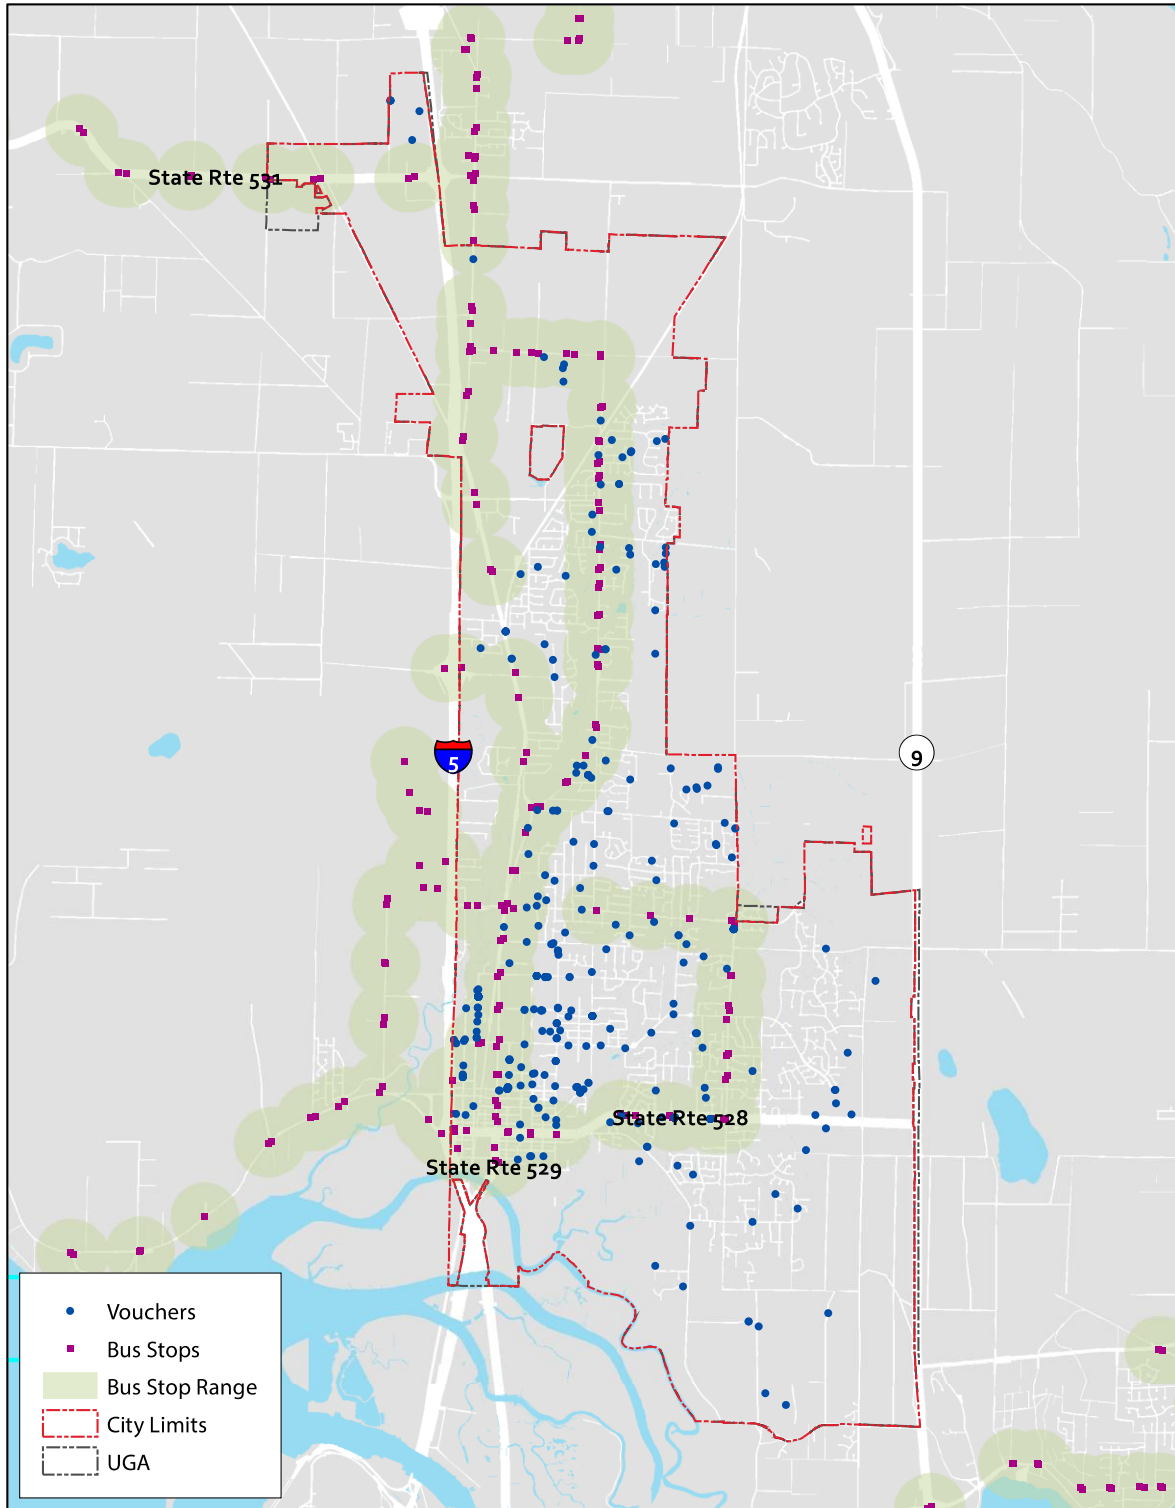 State Rte 531
5
9
State Rte 528
State Rte 529
Vouchers
Bus Stops
Bus Stop Range
City Limits
UGA